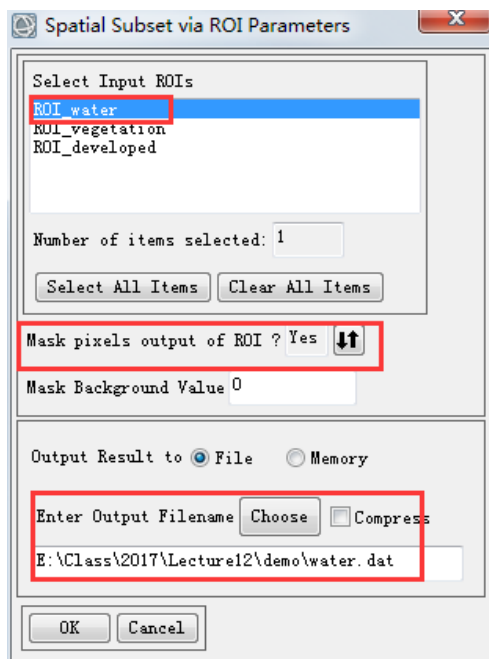 Spatial Subset via ROI Parameters
Select Input ROIs
ROI_water
ROI_vegetation
ROI_developed
Number of items selected: 1
Select All Items Clear All Items
Mask pixels output of ROI ? Yes
Mask Background Value 0
Output Result to File Memory
Enter Output Filename Choose Compress
E:\Class\2017\Lecture12\demo\water.dat
OK Cancel